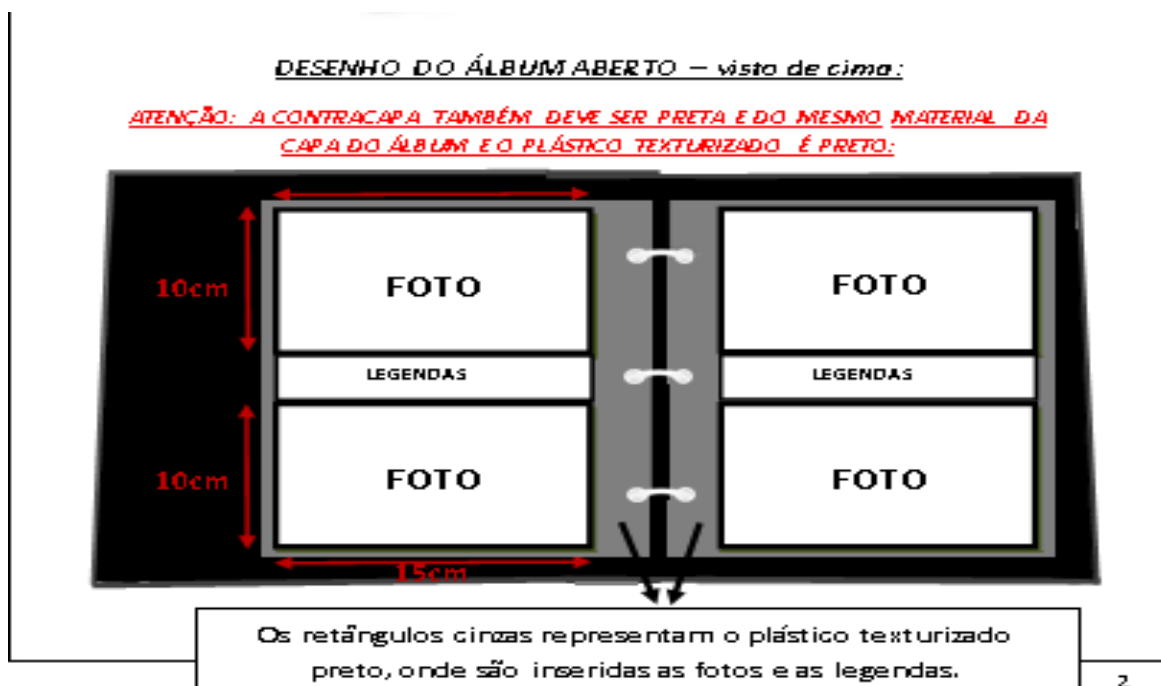 DESENHO DO ÁLBUM ABERTO – visto de cima:
ATENÇÃO: A CONTRACAPA TAMBÉM DEVE SER PRETA E DO MESMO MATERIAL DA
CAPA DO ÁLBUM E O PLÁSTICO TEXTURIZADO É PRETO:
10cm
FOTO
FOTO
LEGENDAS
LEGENDAS
10cm
FOTO
FOTO
15cm
Os retângulos cinzas representam o plástico texturizado
preto, onde são inseridas as fotos e as legendas.
2